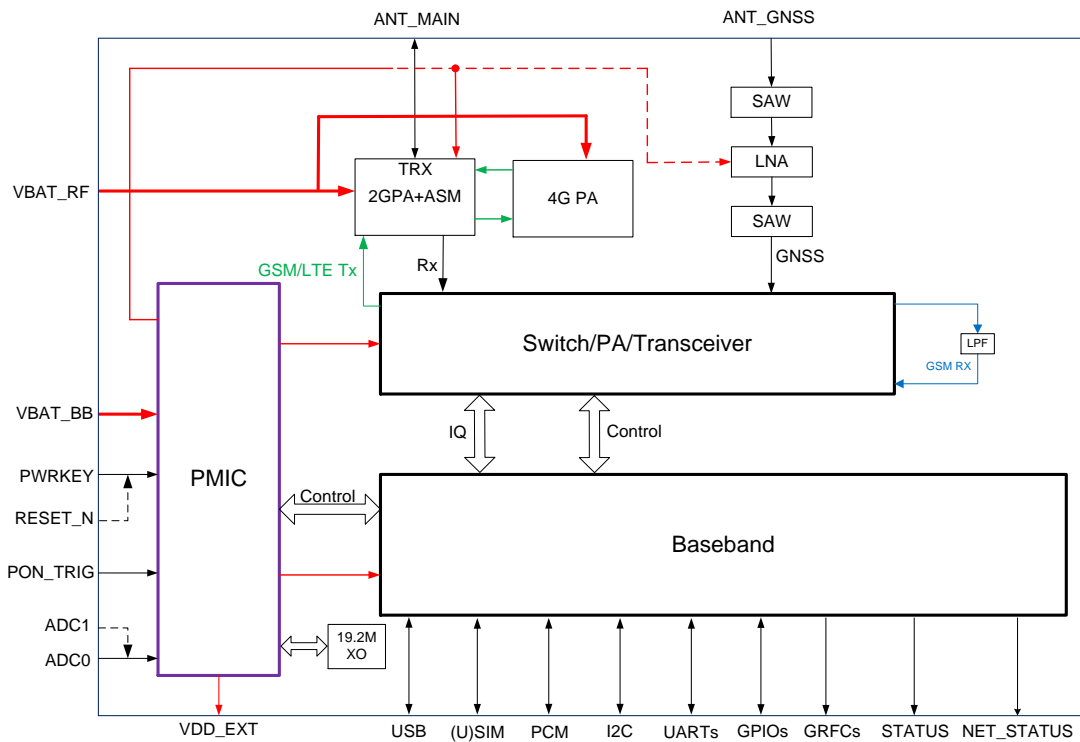 ANT_MAIN
ANT_GNSS
SAW
TRX
2GPA+ASM
4G PA
LNA
VBAT_RF
SAW
GNSS
GSM/LTE Tx
Rx
Switch/PA/Transceiver
LPF
GSM RX
VBAT_BB
IQ
Control
PWRKEY
PMIC
RESET_N
Control
Baseband
PON_TRIG
ADC1
19.2M
XO
ADC0
VDD_EXT
USB
(U)SIM
PCM
I2C
UARTs
GPIOs
GRFCs
STATUS
NET_STATUS